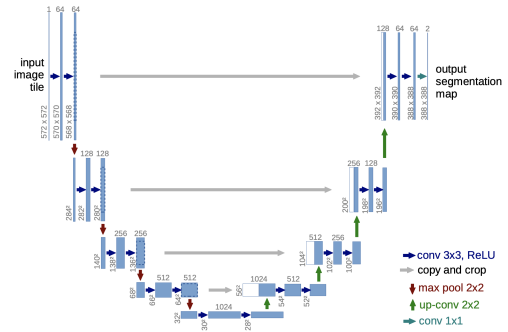 1 64 64
128 64 64 2
input
image
tile
output
segmentation
map
572 x 572
570 x 570
568 x 568
392 x 392
390 x 390
388 x 388
388 x 388
128 128
256 128
284²
282²
280²
200²
198²
196²
256 256
512 256
140²
138²
136²
104²
102²
100²
512 512
1024 512
68²
66²
64²
56²
54²
52²
1024
32²
30²
28²
conv 3x3, ReLU
copy and crop
max pool 2x2
up-conv 2x2
conv 1x1